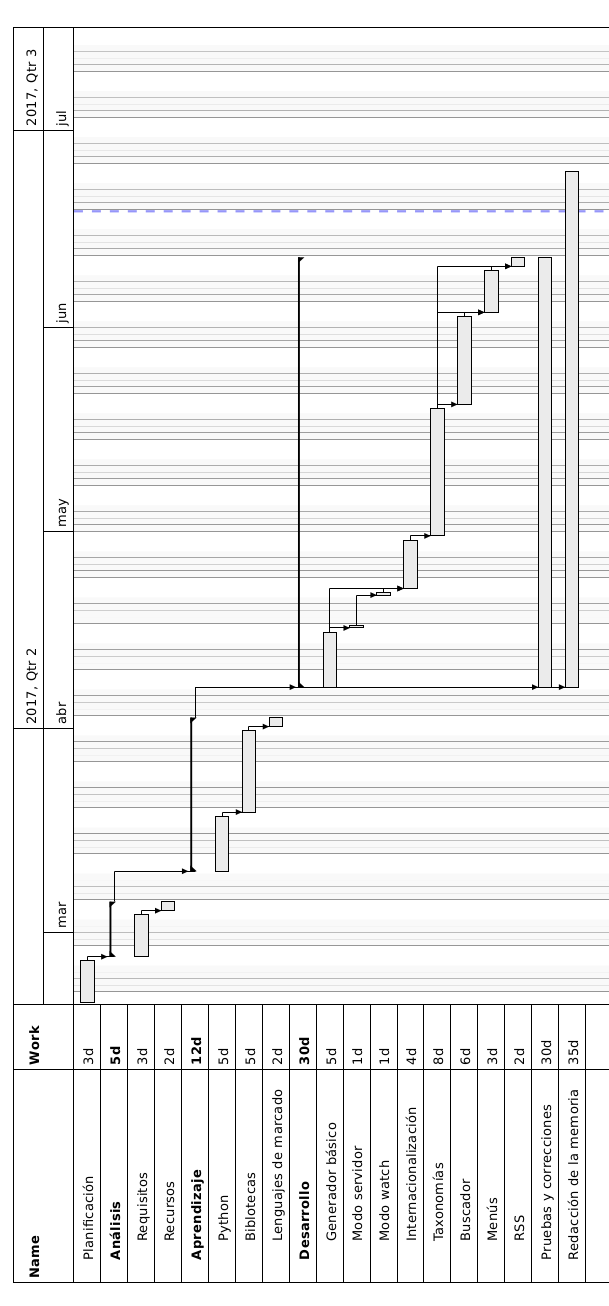 Name Work
2017, Qtr 2 2017, Qtr 3
mar abr may jun jul
Planificación 3d
Análisis 5d
Requisitos 3d
Recursos 2d
Aprendizaje 12d
Python 5d
Biblotecas 5d
Lenguajes de marcado 2d
Desarrollo 30d
Generador básico 5d
Modo servidor 1d
Modo watch 1d
Internacionalización 4d
Taxonomías 8d
Buscador 6d
Menús 3d
RSS 2d
Pruebas y correcciones 30d
Redacción de la memoria 35d